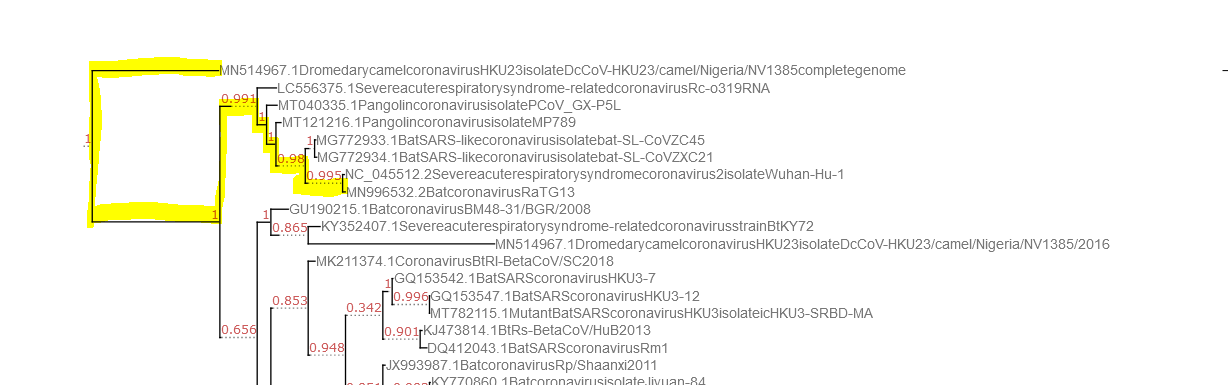 MN514967.1DromedarycamelcoronavirusHKU23isolateDcCoV-HKU23/camel/Nigeria/NV1385completegenome
LC556375.1Severeacuterespiratorysyndrome-relatedcoronavirusRc-o319RNA
0.991
MT040335.1PangolincoronavirusisolatePCoV_GX-P5L
1
MT121216.1PangolincoronavirusisolateMP789
1
1
1
MG772933.1BatSARS-likecoronavirusisolatebat-SL-CoVZC45
0.98
MG772934.1BatSARS-likecoronavirusisolatebat-SL-CoVZXC21
0.995
NC_045512.2Severeacuterespiratorysyndromecoronavirus2isolateWuhan-Hu-1
MN996532.2BatcoronavirusRaTG13
1
1
GU190215.1BatcoronavirusBM48-31/BGR/2008
0.865
KY352407.1Severeacuterespiratorysyndrome-relatedcoronavirusstrainBtKY72
MN514967.1DromedarycamelcoronavirusHKU23isolateDcCoV-HKU23/camel/Nigeria/NV1385/2016
MK211374.1CoronavirusBtRl-BetaCoV/SC2018
1
GQ153542.1BatSARScoronavirusHKU3-7
0.853
0.996
GQ153547.1BatSARScoronavirusHKU3-12
0.342
MT782115.1MutantBatSARScoronavirusHKU3isolateicHKU3-SRBD-MA
0.656
0.901
KJ473814.1BtRs-BetaCoV/HuB2013
0.948
DQ412043.1BatSARScoronavirusRm1
JX993987.1BatcoronavirusRp/Shaanxi2011
KY770860.1BatcoronavirusisolateJiyuan-84